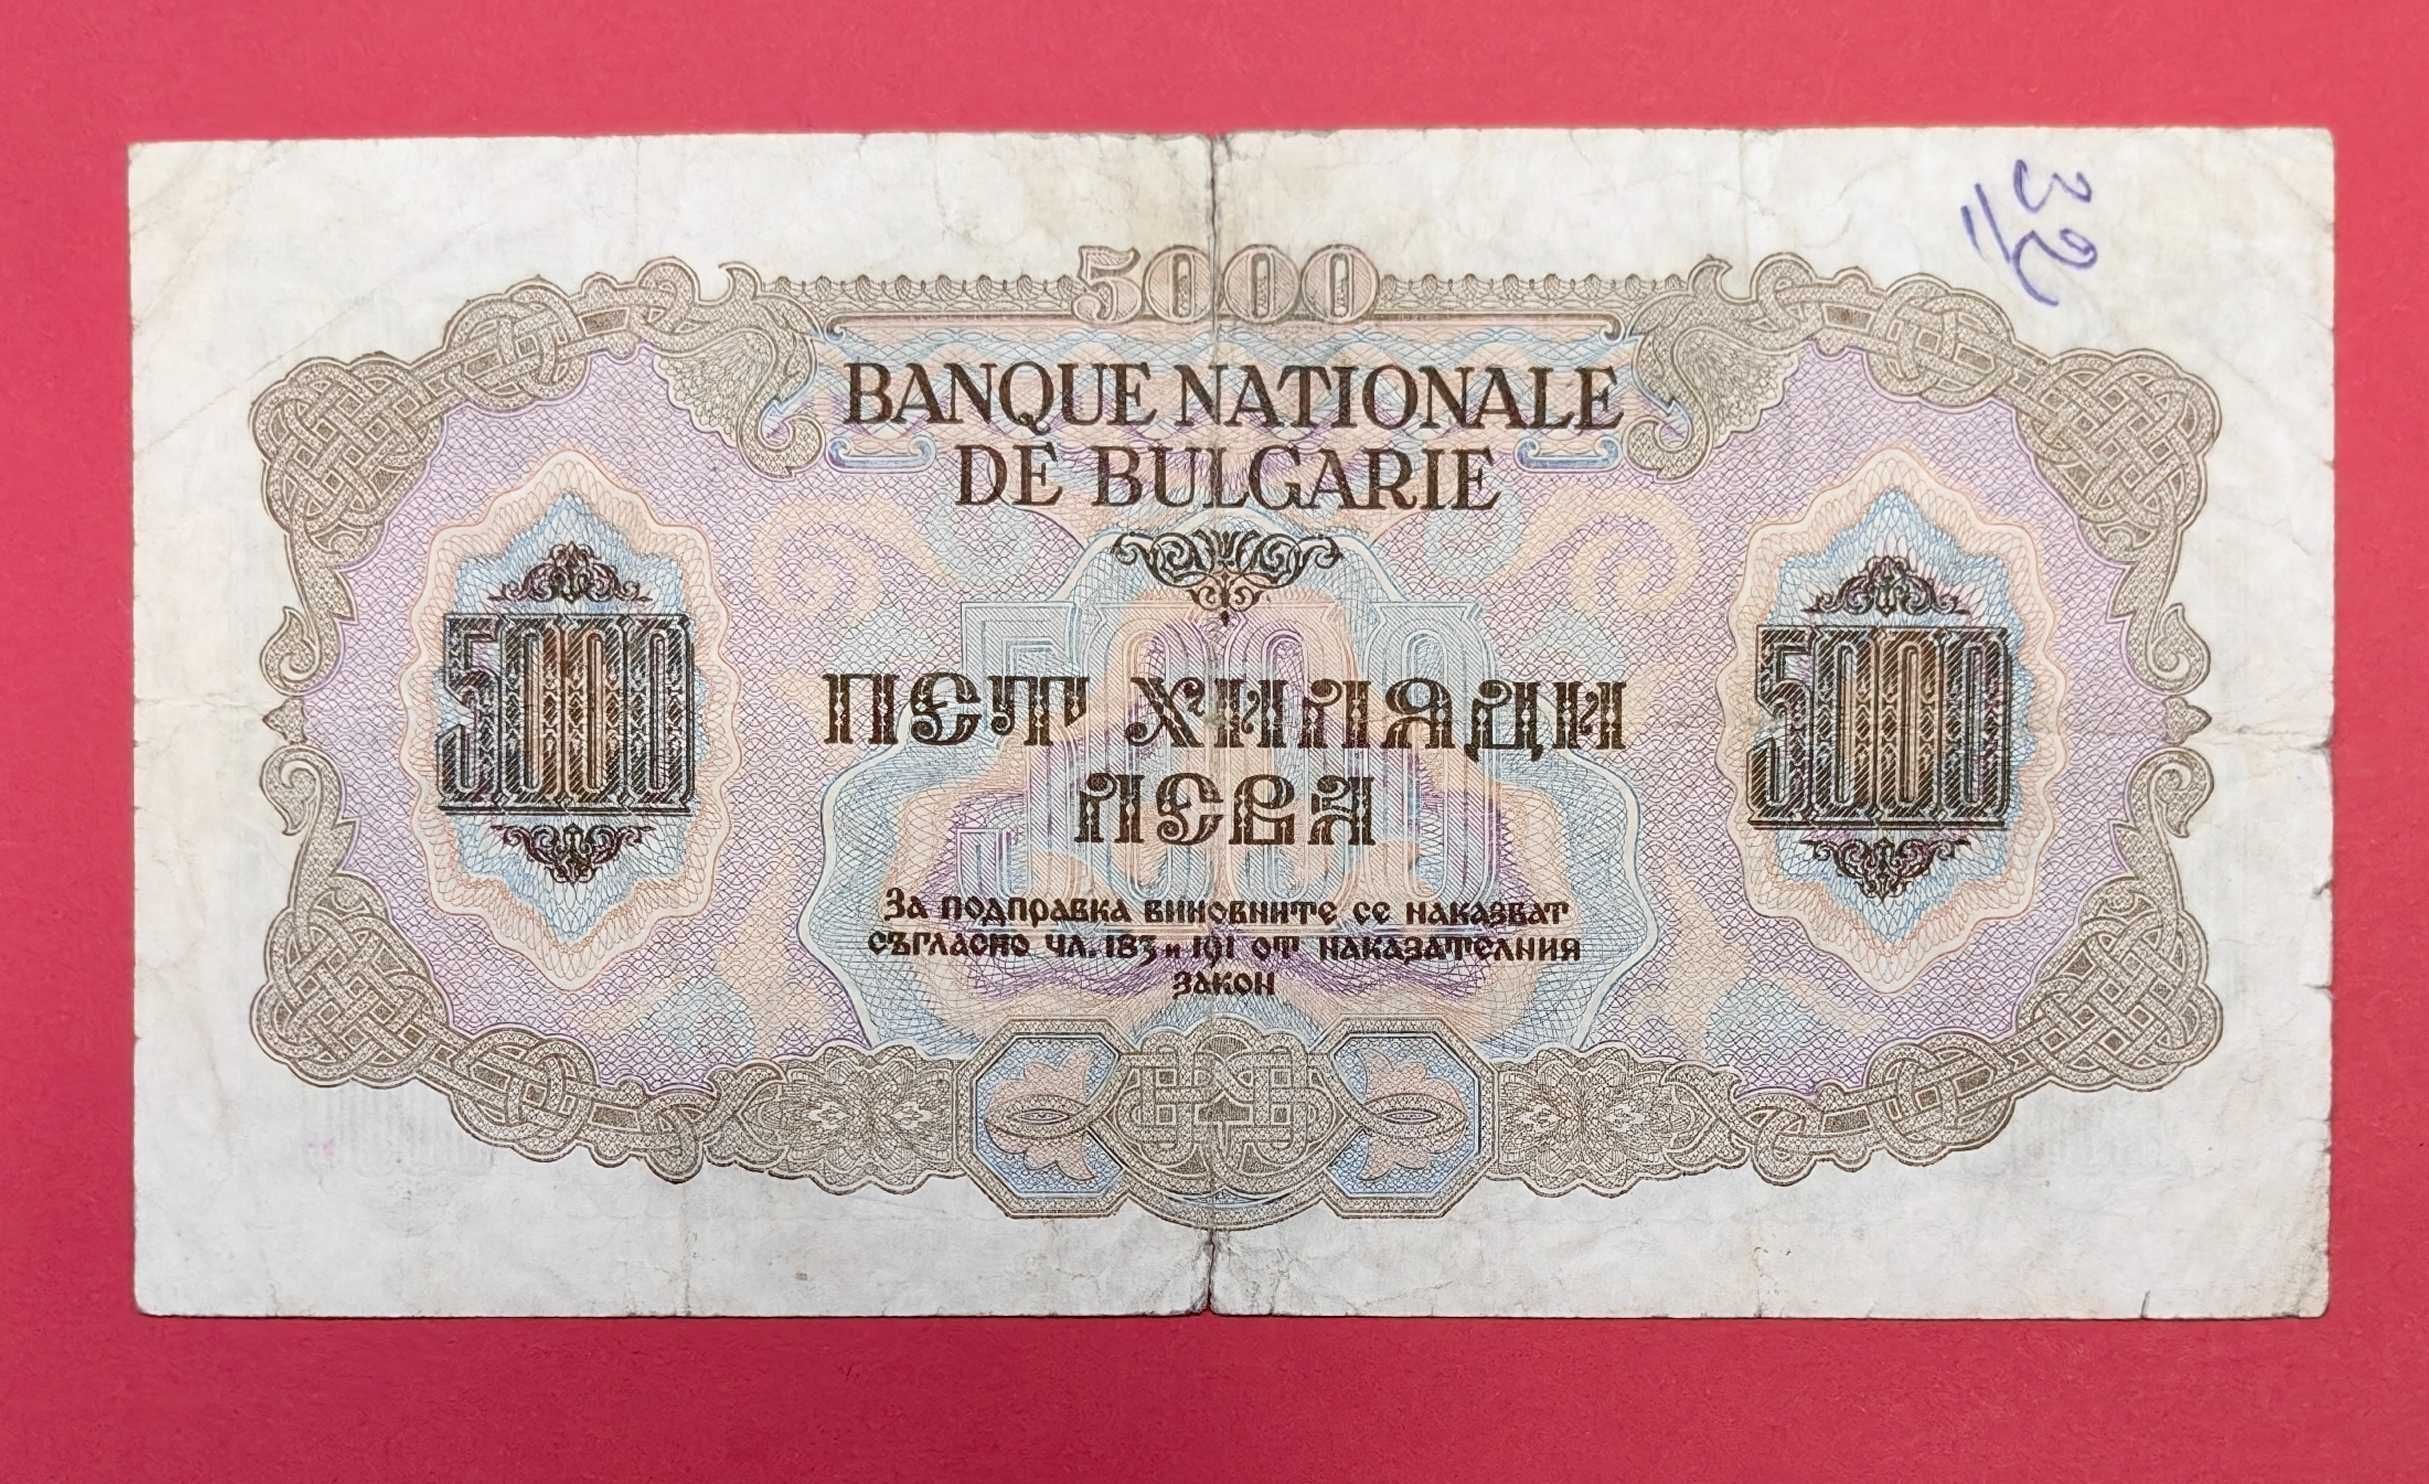 5000
BANQUE NATIONALE
DE BULGARIE
5000
5000
5000
ПЕТ ХИЛЯДИ
ЛЕВА
За подправка виновните се наказват
съгласно чл. 183 и 191 от наказателния
закон